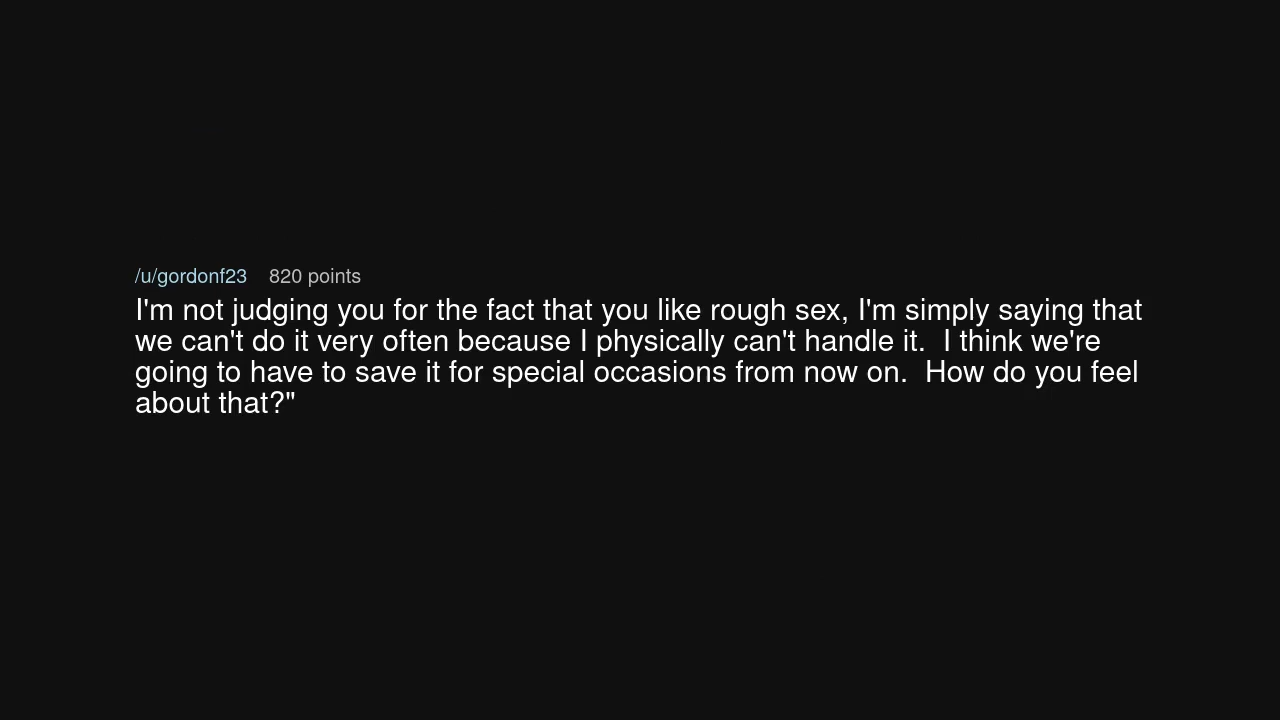 /u/gordonf23 820 points
I'm not judging you for the fact that you like rough sex, I'm simply saying that
we can't do it very often because I physically can't handle it.  I think we're
going to have to save it for special occasions from now on.  How do you feel
about that?"